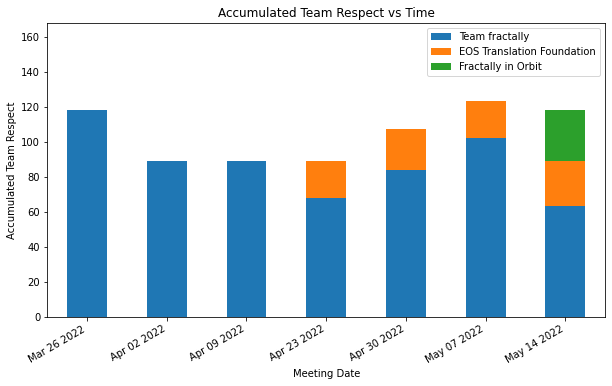 Accumulated Team Respect vs Time
Team fractally
EOS Translation Foundation
Fractally in Orbit
Accumulated Team Respect
160
140
120
100
80
60
40
20
0
Mar 26 2022
Apr 02 2022
Apr 09 2022
Apr 23 2022
Apr 30 2022
May 07 2022
May 14 2022
Meeting Date